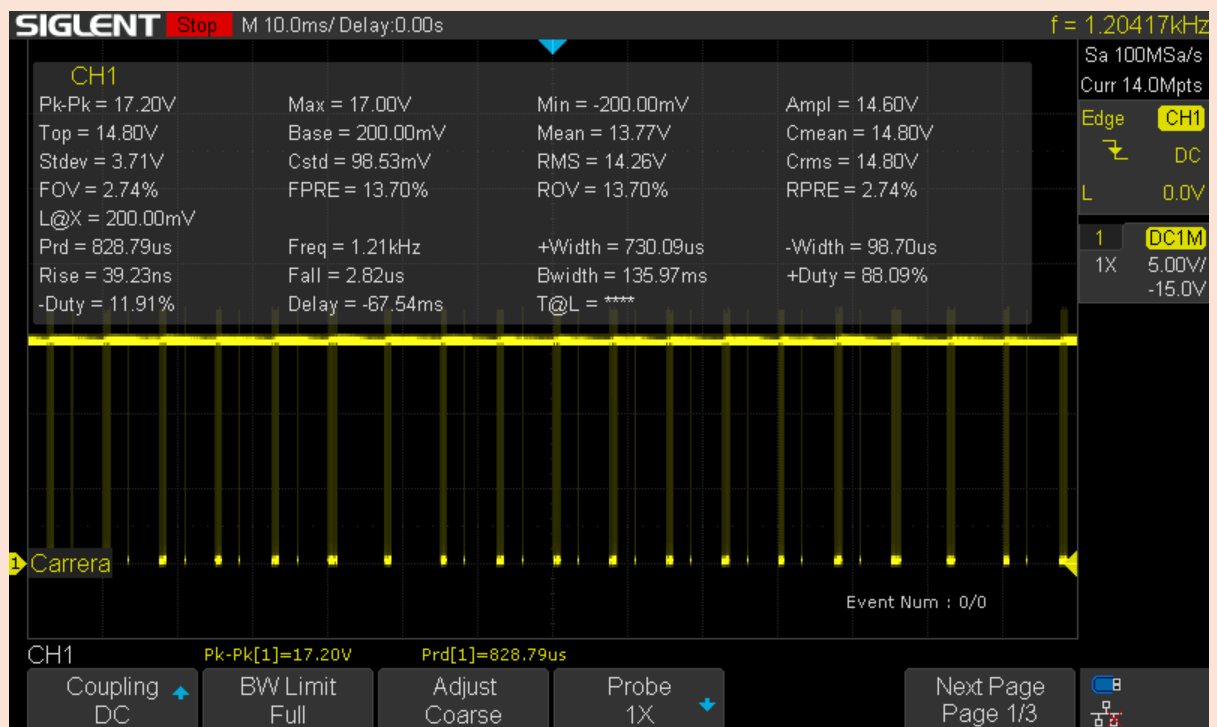 SIGLENT Stop M 10.0ms/ Delay:0.00s f = 1.20417kHz
Sa 100MSa/s
Curr 14.0Mpts
Edge CH1
DC
L 0.0V
1 DC1M
1X 5.00V/
-15.0V
CH1
Pk-Pk = 17.20V Max = 17.00V Min = -200.00mV Ampl = 14.60V
Top = 14.80V Base = 200.00mV Mean = 13.77V Cmean = 14.80V
Stdev = 3.71V Cstd = 98.53mV RMS = 14.26V Crms = 14.80V
FOV = 2.74% FPRE = 13.70% ROV = 13.70% RPRE = 2.74%
L@X = 200.00mV
Prd = 828.79us Freq = 1.21kHz +Width = 730.09us -Width = 98.70us
Rise = 39.23ns Fall = 2.82us Bwidth = 135.97ms +Duty = 88.09%
-Duty = 11.91% Delay = -67.54ms T@L = ****
1 Carrera
Event Num : 0/0
CH1 Pk-Pk[1]=17.20V Prd[1]=828.79us
Coupling BW Limit Adjust Probe Next Page
DC Full Coarse 1X Page 1/3